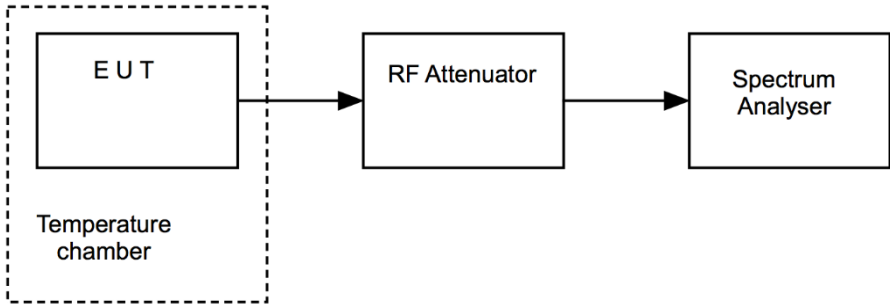 E U T
RF Attenuator
Spectrum
Analyser
Temperature
chamber